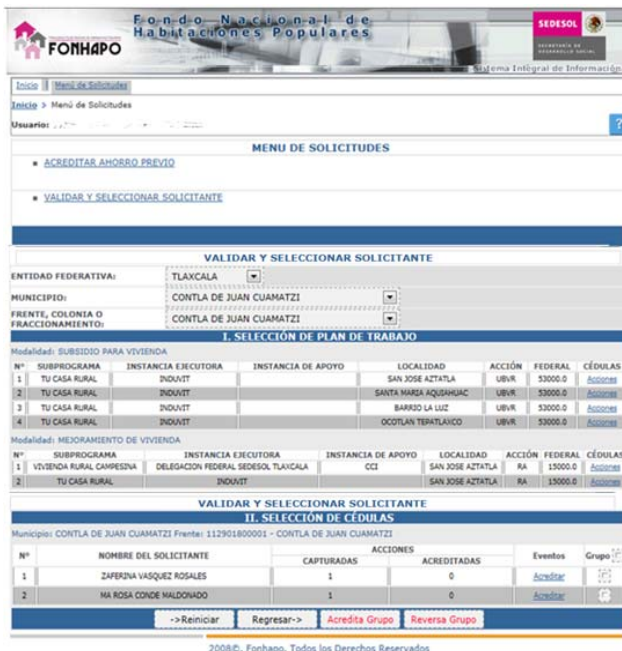 Fondo Nacional de
Habitaciones Populares
FONHAPO
SEDESOL
SECRETARÍA DE
DESARROLLO SOCIAL
Sistema Integral de Información
Inicio | Menú de Solicitudes
Inicio > Menú de Solicitudes
Usuario:
?
MENU DE SOLICITUDES
ACREDITAR AHORRO PREVIO
VALIDAR Y SELECCIONAR SOLICITANTE
VALIDAR Y SELECCIONAR SOLICITANTE
ENTIDAD FEDERATIVA: TLAXCALA
MUNICIPIO: CONTLA DE JUAN CUAMATZI
FRENTE, COLONIA O FRACCIONAMIENTO: CONTLA DE JUAN CUAMATZI
I. SELECCIÓN DE PLAN DE TRABAJO
Modalidad: SUBSIDIO PARA VIVIENDA
Nº SUBPROGRAMA INSTANCIA EJECUTORA INSTANCIA DE APOYO LOCALIDAD ACCIÓN FEDERAL CÉDULAS
1 TU CASA RURAL INDUVIT SAN JOSE AZTATLA UBVR 53000.0 Acciones
2 TU CASA RURAL INDUVIT SANTA MARIA AQUIAHUAC UBVR 53000.0 Acciones
3 TU CASA RURAL INDUVIT BARRIO LA LUZ UBVR 53000.0 Acciones
4 TU CASA RURAL INDUVIT OCOTLAN TEPATLAXCO UBVR 53000.0 Acciones
Modalidad: MEJORAMIENTO DE VIVIENDA
Nº SUBPROGRAMA INSTANCIA EJECUTORA INSTANCIA DE APOYO LOCALIDAD ACCIÓN FEDERAL CÉDULAS
1 VIVIENDA RURAL CAMPESINA DELEGACION FEDERAL SEDESOL TLAXCALA CCI SAN JOSE AZTATLA RA 15000.0 Acciones
2 TU CASA RURAL INDUVIT SAN JOSE AZTATLA RA 15000.0 Acciones
VALIDAR Y SELECCIONAR SOLICITANTE
II. SELECCIÓN DE CÉDULAS
Municipio: CONTLA DE JUAN CUAMATZI Frente: 112901800001 - CONTLA DE JUAN CUAMATZI
Nº NOMBRE DEL SOLICITANTE ACCIONES Eventos Grupo
CAPTURADAS ACREDITADAS
1 ZAFERINA VASQUEZ ROSALES 1 0 Acreditar
2 MA ROSA CONDE MALDONADO 1 0 Acreditar
->Reiniciar Regresar-> Acredita Grupo Reversa Grupo
2008©, Fonhapo, Todos los Derechos Reservados